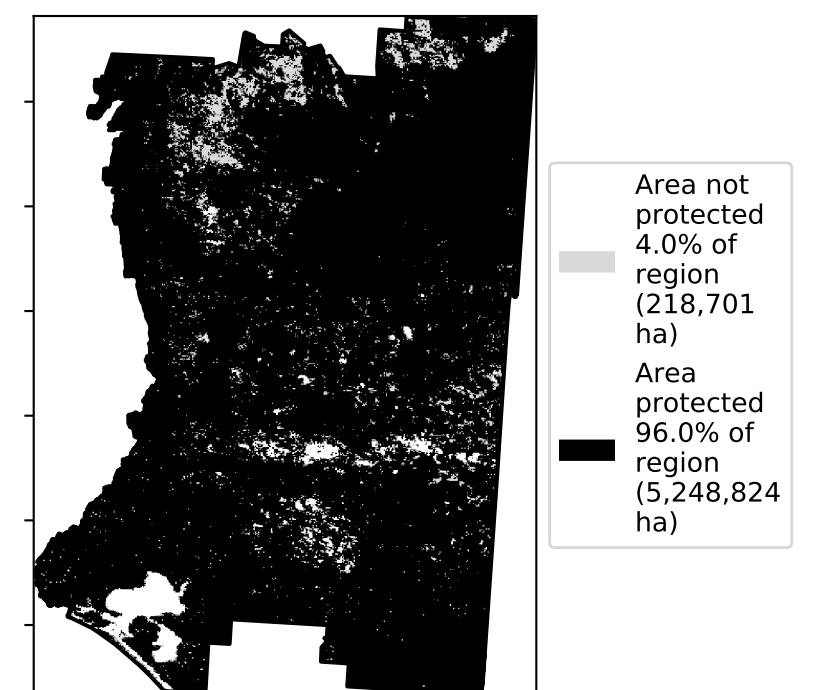 Area not
protected
4.0% of
region
(218,701
ha)
Area
protected
96.0% of
region
(5,248,824
ha)